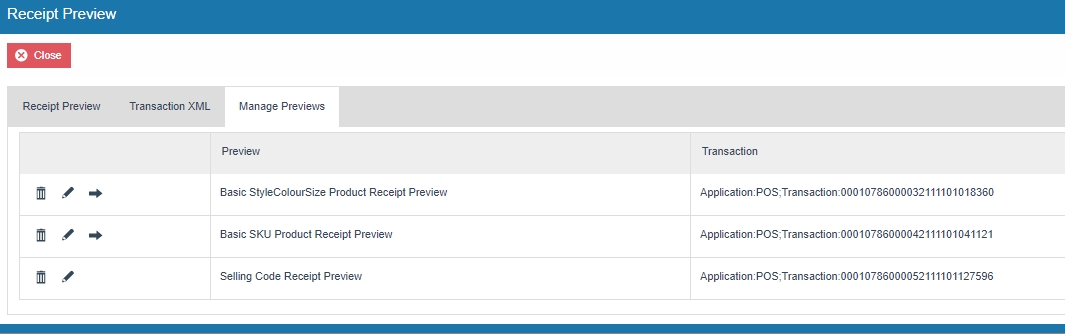 Receipt Preview
Close
Receipt Preview Transaction XML Manage Previews
Preview Transaction
Basic StyleColourSize Product Receipt Preview Application:POS;Transaction:00010786000032111101018360
Basic SKU Product Receipt Preview Application:POS;Transaction:00010786000042111101041121
Selling Code Receipt Preview Application:POS;Transaction:00010786000052111101127596